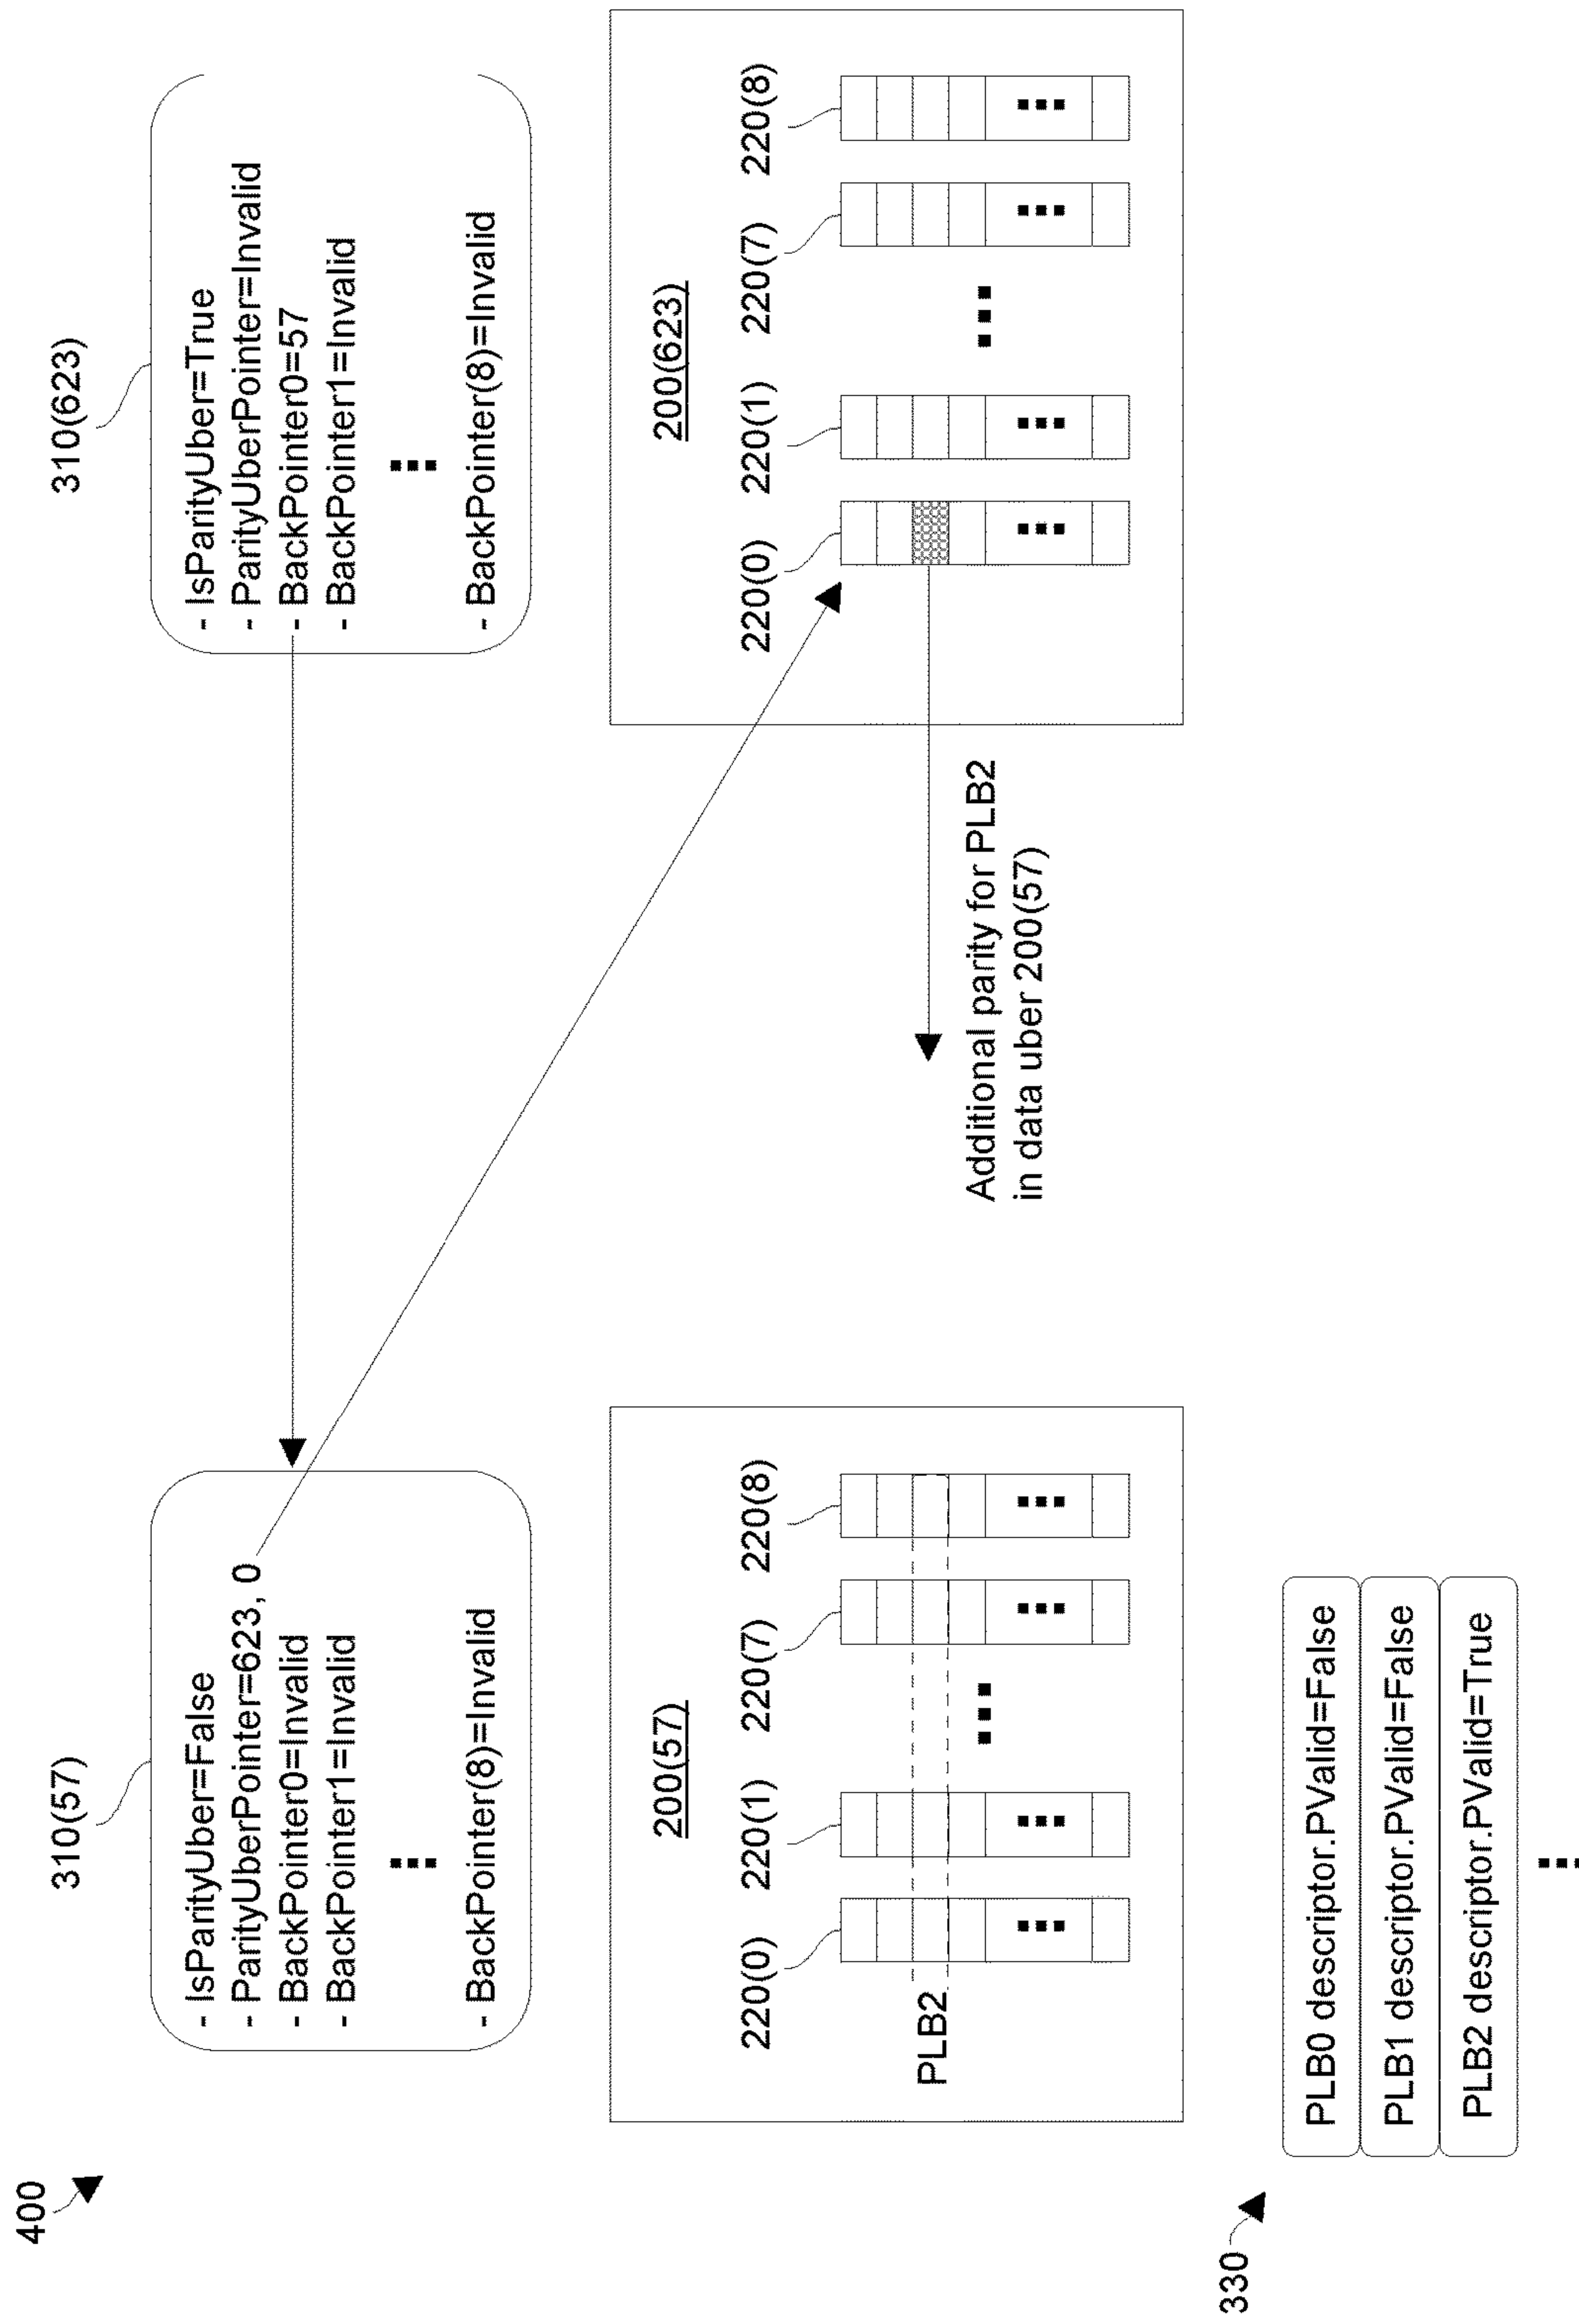 400
310(57)
- IsParityUber=False
- ParityUberPointer=623, 0
- BackPointer0=Invalid
- BackPointer1=Invalid
- BackPointer(8)=Invalid
310(623)
- IsParityUber=True
- ParityUberPointer=Invalid
- BackPointer0=57
- BackPointer1=Invalid
- BackPointer(8)=Invalid
200(57)
220(0)
220(1)
220(7)
220(8)
PLB2
Additional parity for PLB2
in data uber 200(57)
200(623)
220(0)
220(1)
220(7)
220(8)
330
PLB0 descriptor.PValid=False
PLB1 descriptor.PValid=False
PLB2 descriptor.PValid=True